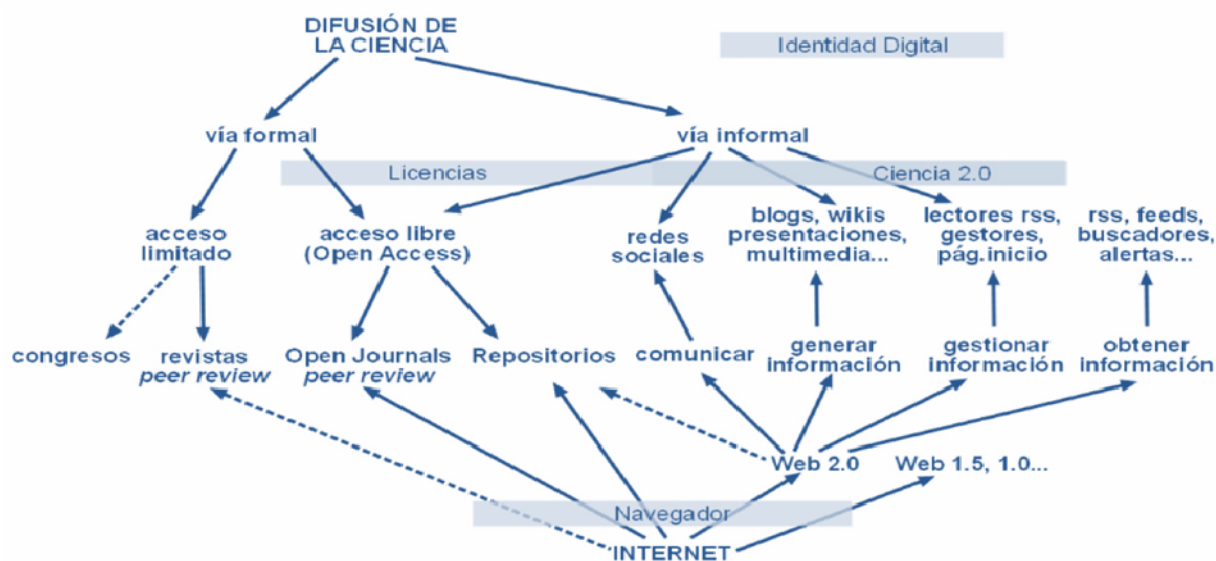 DIFUSIÓN DE
LA CIENCIA
Identidad Digital
vía formal
vía informal
Licencias
Ciencia 2.0
acceso
limitado
acceso libre
(Open Access)
redes
sociales
blogs, wikis
presentaciones,
multimedia...
lectores rss,
gestores,
pág.inicio
rss, feeds,
buscadores,
alertas...
congresos
revistas
peer review
Open Journals
peer review
Repositorios
comunicar
generar
información
gestionar
información
obtener
información
Web 2.0
Web 1.5, 1.0...
Navegador
INTERNET